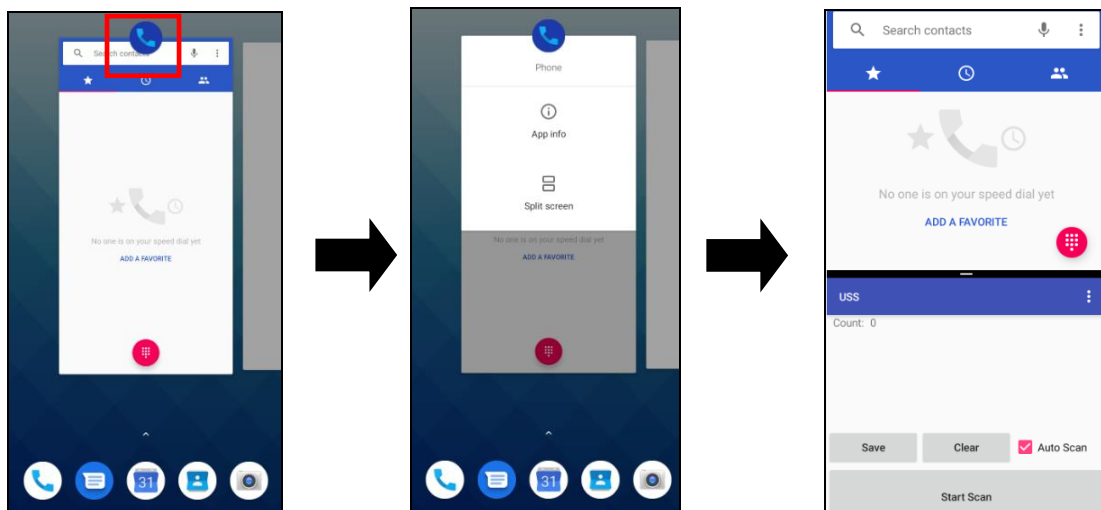 Search contacts
No one is on your speed dial yet
ADD A FAVORITE
31
Phone
App info
Split screen
No one is on your speed dial yet
ADD A FAVORITE
31
Search contacts
No one is on your speed dial yet
ADD A FAVORITE
USS
Count: 0
Save Clear Auto Scan
Start Scan